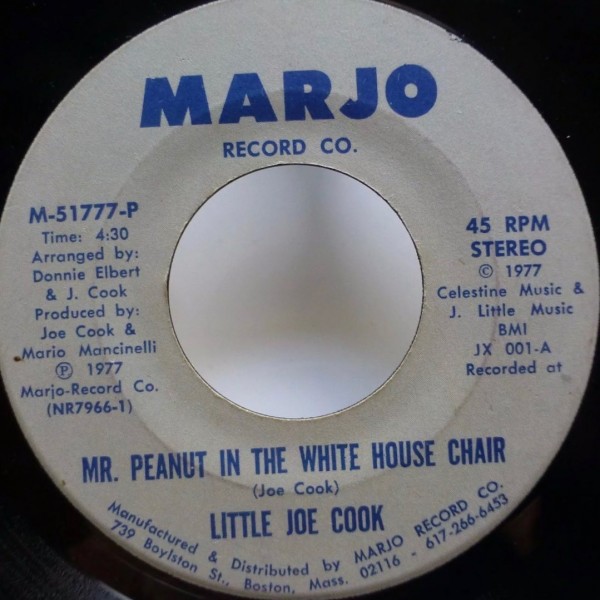 MARJO
RECORD CO.
M-51777-P
Time: 4:30
Arranged by:
Donnie Elbert
& J. Cook
Produced by:
Joe Cook &
Mario Mancinelli
Ⓟ 1977
Marjo-Record Co.
(NR7966-1)
45 RPM
STEREO
© 1977
Celestine Music &
J. Little Music
BMI
JX 001-A
Recorded at
MR. PEANUT IN THE WHITE HOUSE CHAIR
(Joe Cook)
LITTLE JOE COOK
Manufactured & Distributed by MARJO RECORD CO.
739 Boylston St., Boston, Mass. 02116 - 617-266-6453